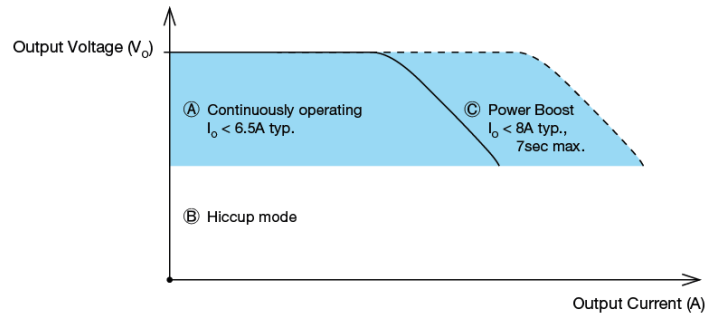 Output Voltage (Vo)
Ⓐ Continuously operating
Io < 6.5A typ.
Ⓒ Power Boost
Io < 8A typ.,
7sec max.
Ⓑ Hiccup mode
Output Current (A)